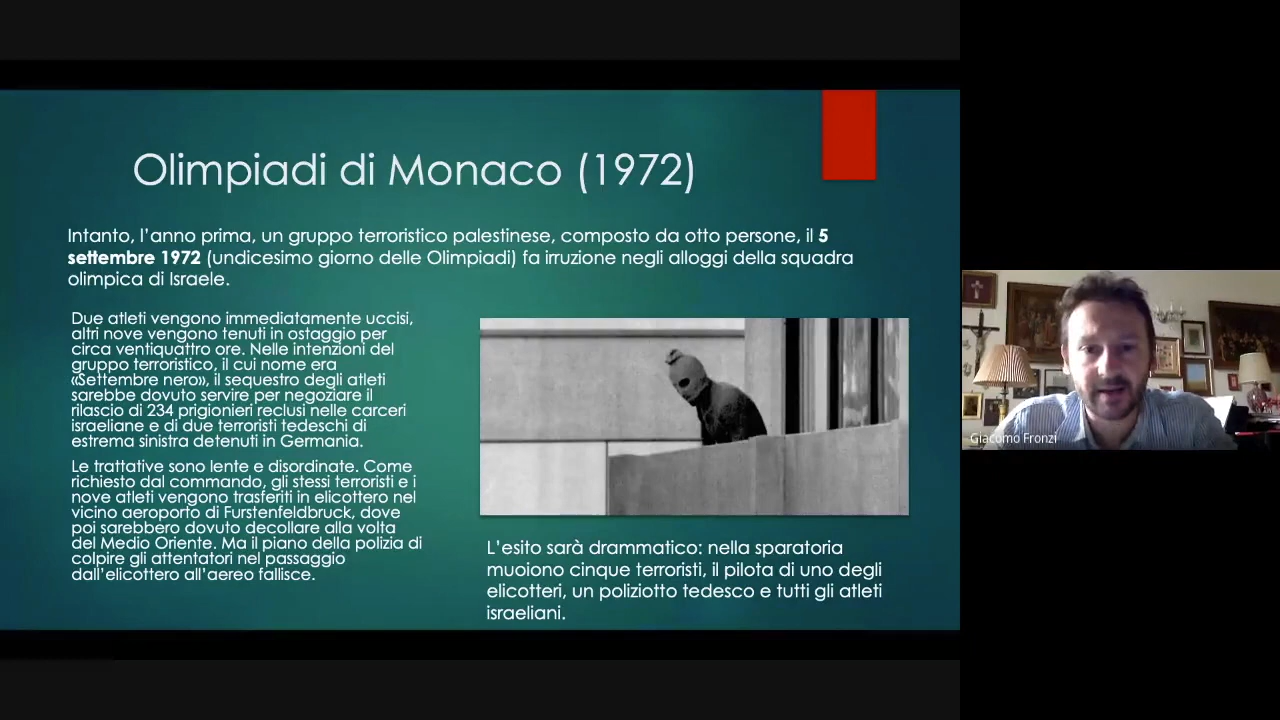 Olimpiadi di Monaco (1972)
Intanto, l'anno prima, un gruppo terroristico palestinese, composto da otto persone, il 5
settembre 1972 (undicesimo giorno delle Olimpiadi) fa irruzione negli alloggi della squadra
olimpica di Israele.
Due atleti vengono immediatamente uccisi,
altri nove vengono tenuti in ostaggio per
circa ventiquattro ore. Nelle intenzioni del
gruppo terroristico, il cui nome era
«Settembre nero», il sequestro degli atleti
sarebbe dovuto servire per negoziare il
rilascio di 234 prigionieri reclusi nelle carceri
israeliane e di due terroristi tedeschi di
estrema sinistra detenuti in Germania.
Le trattative sono lente e disordinate. Come
richiesto dal commando, gli stessi terroristi e i
nove atleti vengono trasferiti in elicottero nel
vicino aeroporto di Furstenfeldbruck, dove
poi sarebbero dovuto decollare alla volta
del Medio Oriente. Ma il piano della polizia di
colpire gli attentatori nel passaggio
dall'elicottero all'aereo fallisce.
L'esito sarà drammatico: nella sparatoria
muoiono cinque terroristi, il pilota di uno degli
elicotteri, un poliziotto tedesco e tutti gli atleti
israeliani.
Giacomo Fronzi